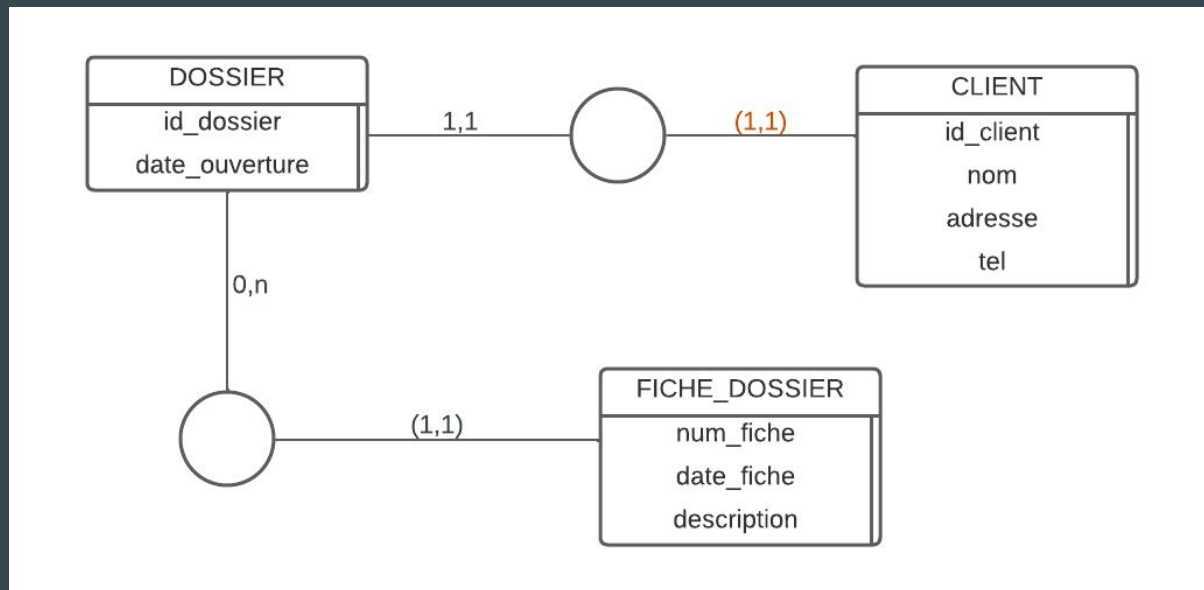 DOSSIER
id_dossier
date_ouverture
1,1
(1,1)
CLIENT
id_client
nom
adresse
tel
0,n
(1,1)
FICHE_DOSSIER
num_fiche
date_fiche
description